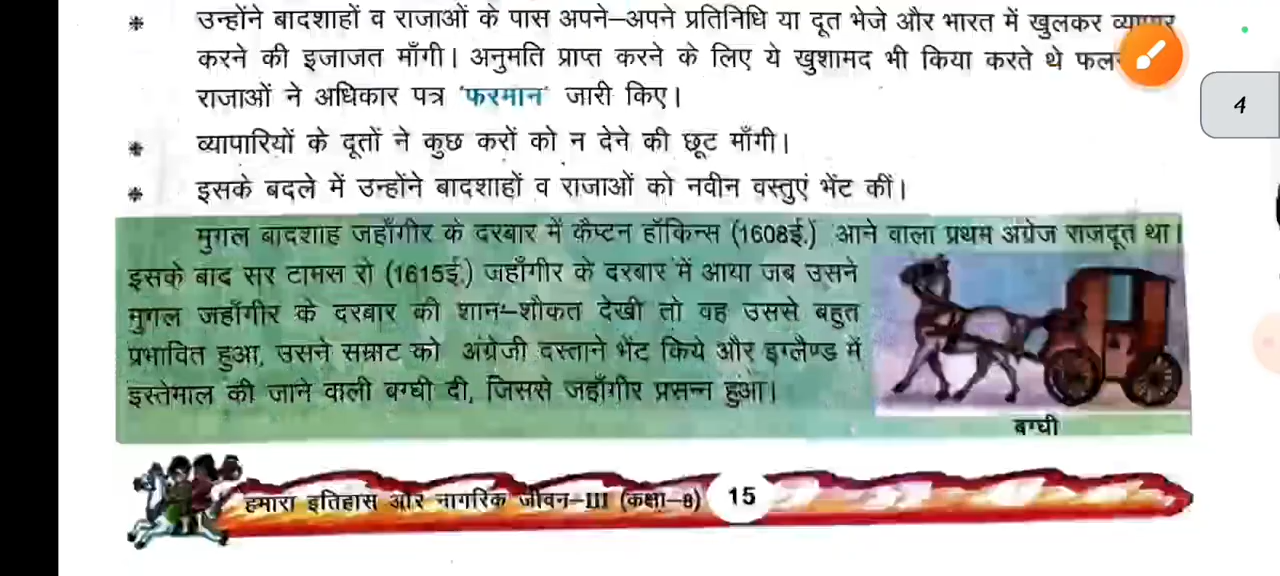 * उन्होंने बादशाहों व राजाओं के पास अपने–अपने प्रतिनिधि या दूत भेजे और भारत में खुलकर व्यापार
करने की इजाजत माँगी। अनुमति प्राप्त करने के लिए ये खुशामद भी किया करते थे
राजाओं ने अधिकार पत्र 'फरमान' जारी किए।
* व्यापारियों के दूतों ने कुछ करों को न देने की छूट माँगी।
* इसके बदले में उन्होंने बादशाहों व राजाओं को नवीन वस्तुएं भेंट कीं।
मुगल बादशाह जहाँगीर के दरबार में कैप्टन हॉकिन्स (1608ई.) आने वाला प्रथम अंग्रेज राजदूत था।
इसके बाद सर टामस रो (1615ई.) जहाँगीर के दरबार में आया जब उसने
मुगल जहाँगीर के दरबार की शान–शौकत देखी तो वह उससे बहुत
प्रभावित हुआ, उसने सम्राट को अंग्रेजी दस्ताने भेंट किये और इग्लैण्ड में
इस्तेमाल की जाने वाली बग्घी दी, जिससे जहाँगीर प्रसन्न हुआ।
बग्घी
हमारा इतिहास और नागरिक जीवन–III (कक्षा–8) 15
4